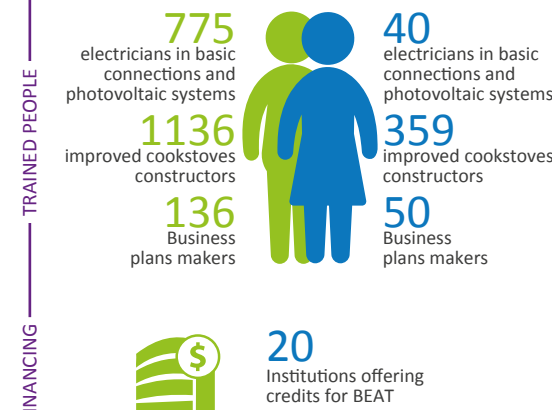 TRAINED PEOPLE
775
electricians in basic
connections and
photovoltaic systems
1136
improved cookstoves
constructors
136
Business
plans makers
40
electricians in basic
connections and
photovoltaic systems
359
improved cookstoves
constructors
50
Business
plans makers
INANCING
$
20
Institutions offering
credits for BEAT